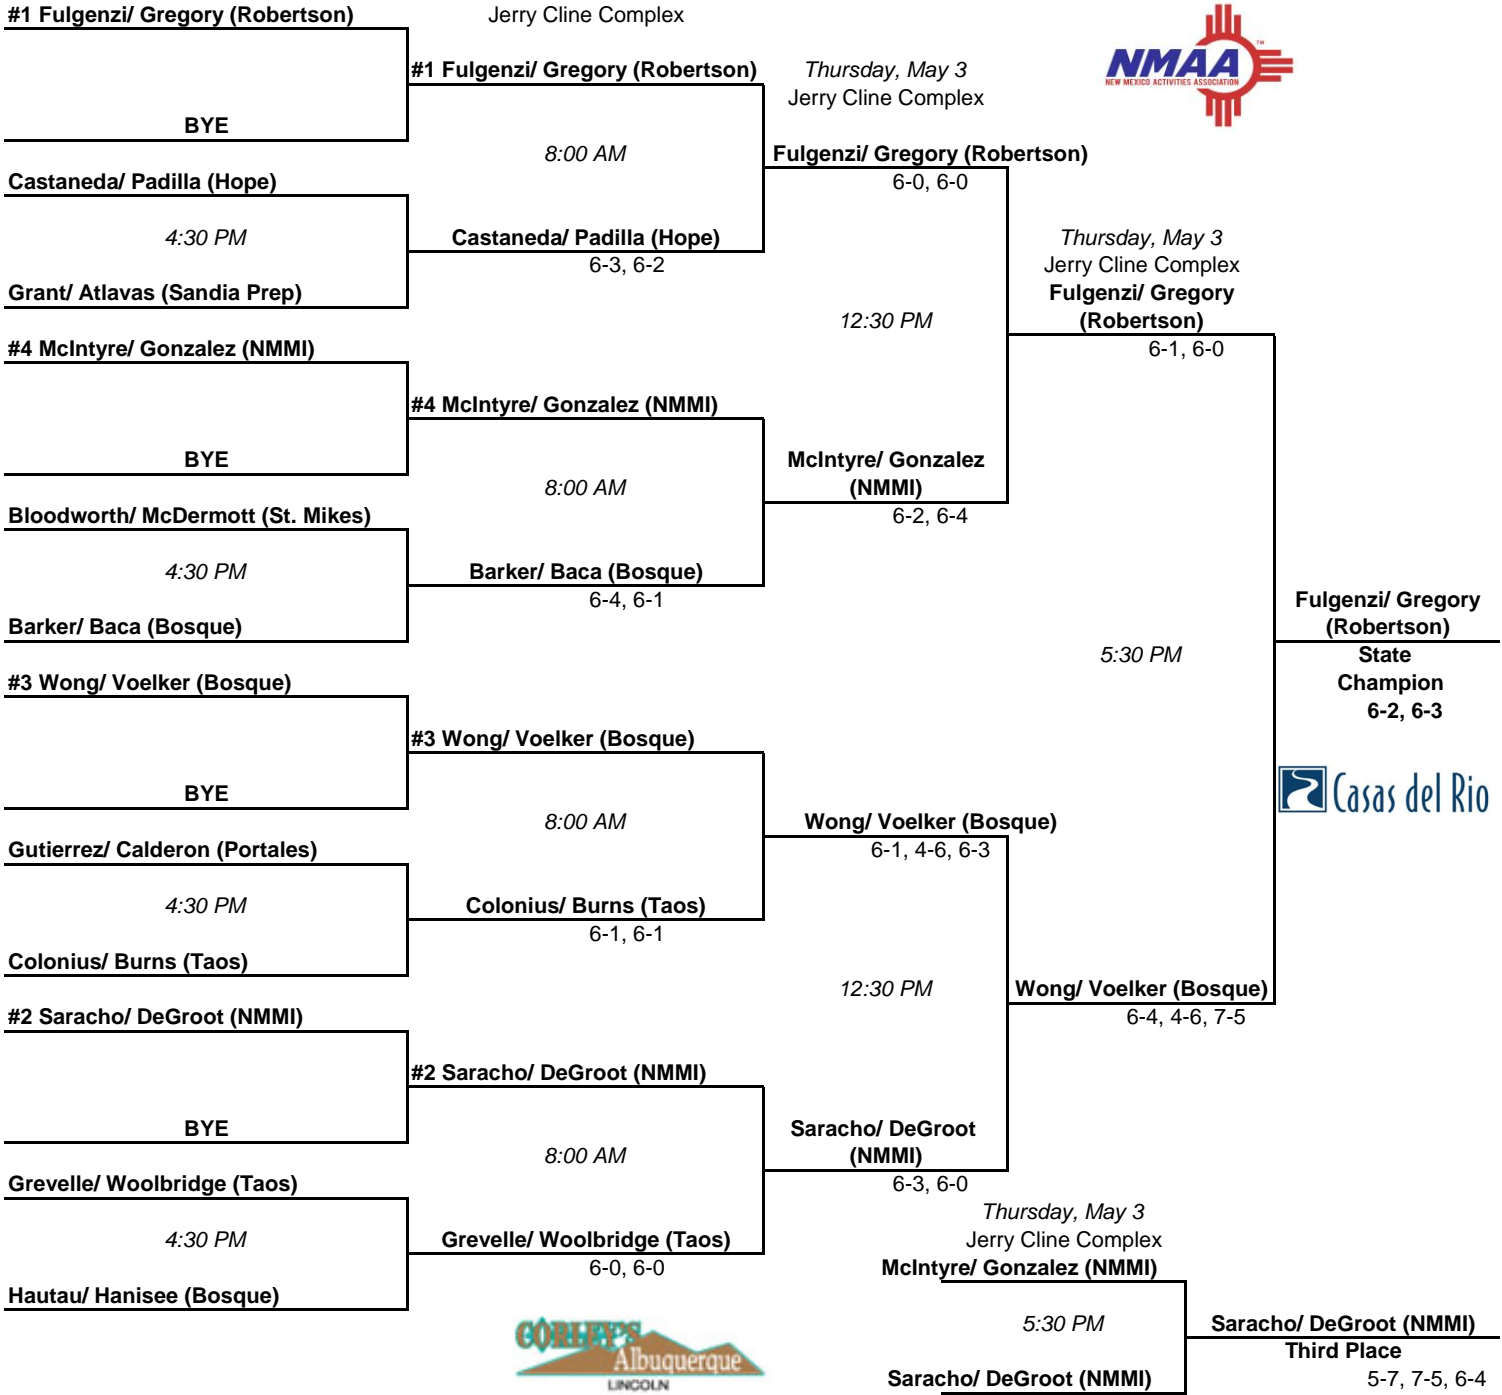 #1 Fulgenzi/ Gregory (Robertson)
BYE
Castaneda/ Padilla (Hope)
4:30 PM
Grant/ Atlavas (Sandia Prep)
#4 McIntyre/ Gonzalez (NMMI)
BYE
Bloodworth/ McDermott (St. Mikes)
4:30 PM
Barker/ Baca (Bosque)
#3 Wong/ Voelker (Bosque)
BYE
Gutierrez/ Calderon (Portales)
4:30 PM
Colonius/ Burns (Taos)
#2 Saracho/ DeGroot (NMMI)
BYE
Grevelle/ Woolbridge (Taos)
4:30 PM
Hautau/ Hanisee (Bosque)
Jerry Cline Complex
#1 Fulgenzi/ Gregory (Robertson)
8:00 AM
Castaneda/ Padilla (Hope)
6-3, 6-2
#4 McIntyre/ Gonzalez (NMMI)
8:00 AM
Barker/ Baca (Bosque)
6-4, 6-1
#3 Wong/ Voelker (Bosque)
8:00 AM
Colonius/ Burns (Taos)
6-1, 6-1
#2 Saracho/ DeGroot (NMMI)
8:00 AM
Grevelle/ Woolbridge (Taos)
6-0, 6-0
CORLEY'S
Albuquerque
LINCOLN
Thursday, May 3
Jerry Cline Complex
Fulgenzi/ Gregory (Robertson)
6-0, 6-0
12:30 PM
McIntyre/ Gonzalez
(NMMI)
6-2, 6-4
Wong/ Voelker (Bosque)
6-1, 4-6, 6-3
12:30 PM
Saracho/ DeGroot
(NMMI)
6-3, 6-0
NMAA™
NEW MEXICO ACTIVITIES ASSOCIATION
Thursday, May 3
Jerry Cline Complex
Fulgenzi/ Gregory
(Robertson)
6-1, 6-0
5:30 PM
Wong/ Voelker (Bosque)
6-4, 4-6, 7-5
Fulgenzi/ Gregory
(Robertson)
State
Champion
6-2, 6-3
Casas del Rio
Thursday, May 3
Jerry Cline Complex
McIntyre/ Gonzalez (NMMI)
5:30 PM
Saracho/ DeGroot (NMMI)
Saracho/ DeGroot (NMMI)
Third Place
5-7, 7-5, 6-4